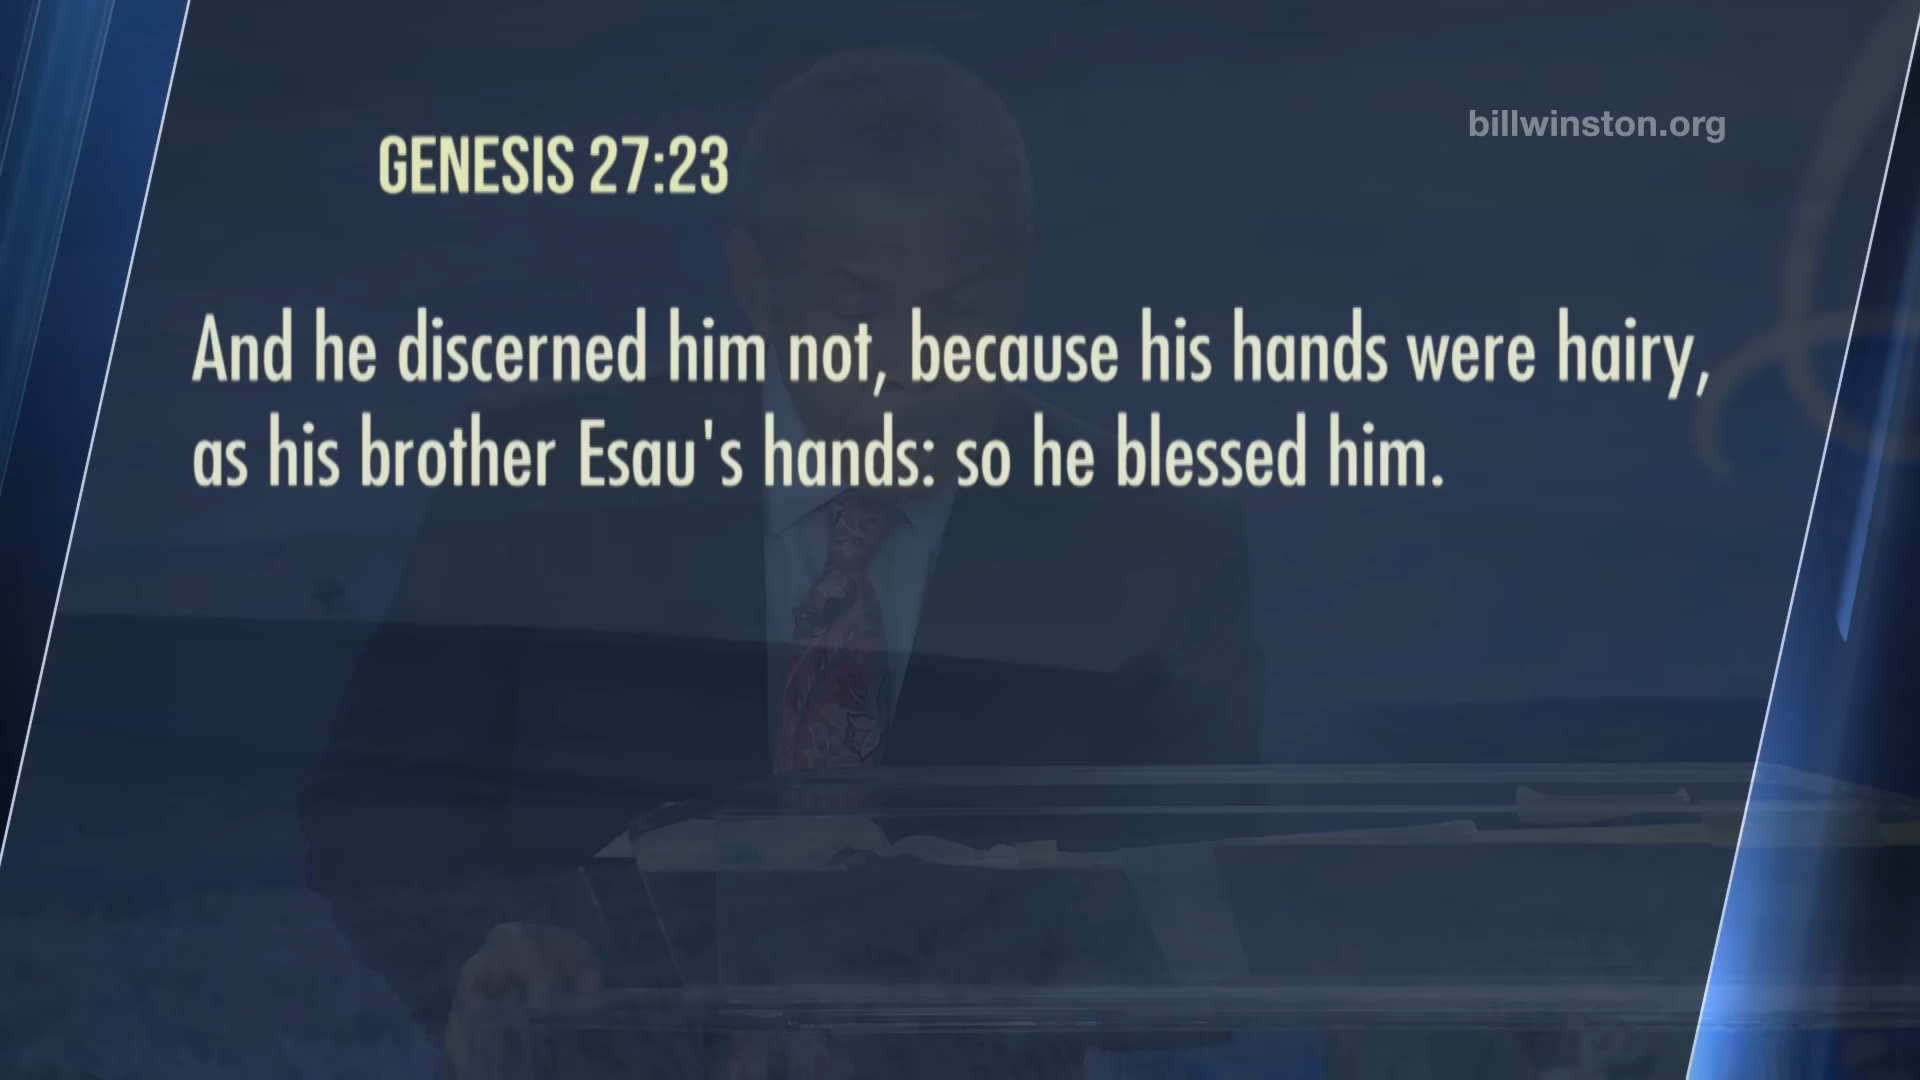 billwinston.org
GENESIS 27:23
And he discerned him not, because his hands were hairy,
as his brother Esau's hands: so he blessed him.